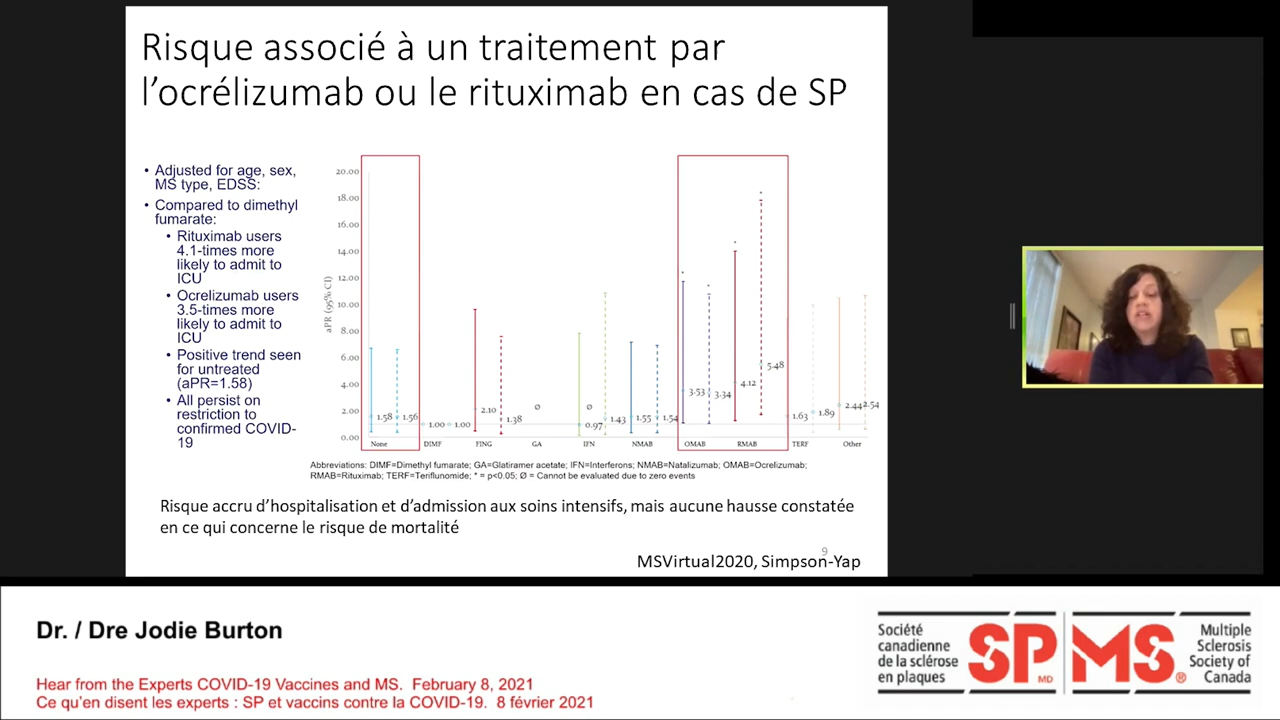 Risque associé à un traitement par
l'ocrélizumab ou le rituximab en cas de SP
• Adjusted for age, sex,
MS type, EDSS:
• Compared to dimethyl
fumarate:
• Rituximab users
4.1-times more
likely to admit to
ICU
• Ocrelizumab users
3.5-times more
likely to admit to
ICU
• Positive trend seen
for untreated
(aPR=1.58)
• All persist on
restriction to
confirmed COVID-
19
aPR (95% CI)
20.00
18.00
16.00
14.00
12.00
10.00
8.00
6.00
4.00
2.00
0.00
1.58 1.56 1.00 1.00 2.10 1.38 Ø Ø 0.97 1.43 1.55 1.54 * 3.53 * 3.34 * 4.12 * 5.48 1.63 1.89 2.44 2.54
None DIMF FING GA IFN NMAB OMAB RMAB TERF Other
Abbreviations: DIMF=Dimethyl fumarate; GA=Glatiramer acetate; IFN=Interferons; NMAB=Natalizumab; OMAB=Ocrelizumab;
RMAB=Rituximab; TERF=Teriflunomide; * = p<0.05; Ø = Cannot be evaluated due to zero events
Risque accru d'hospitalisation et d'admission aux soins intensifs, mais aucune hausse constatée
en ce qui concerne le risque de mortalité
9
MSVirtual2020, Simpson-Yap
Dr. / Dre Jodie Burton
Hear from the Experts COVID-19 Vaccines and MS. February 8, 2021
Ce qu'en disent les experts : SP et vaccins contre la COVID-19. 8 février 2021
Société
canadienne
de la sclérose
en plaques
SP MD
MS ®
Multiple
Sclerosis
Society of
Canada